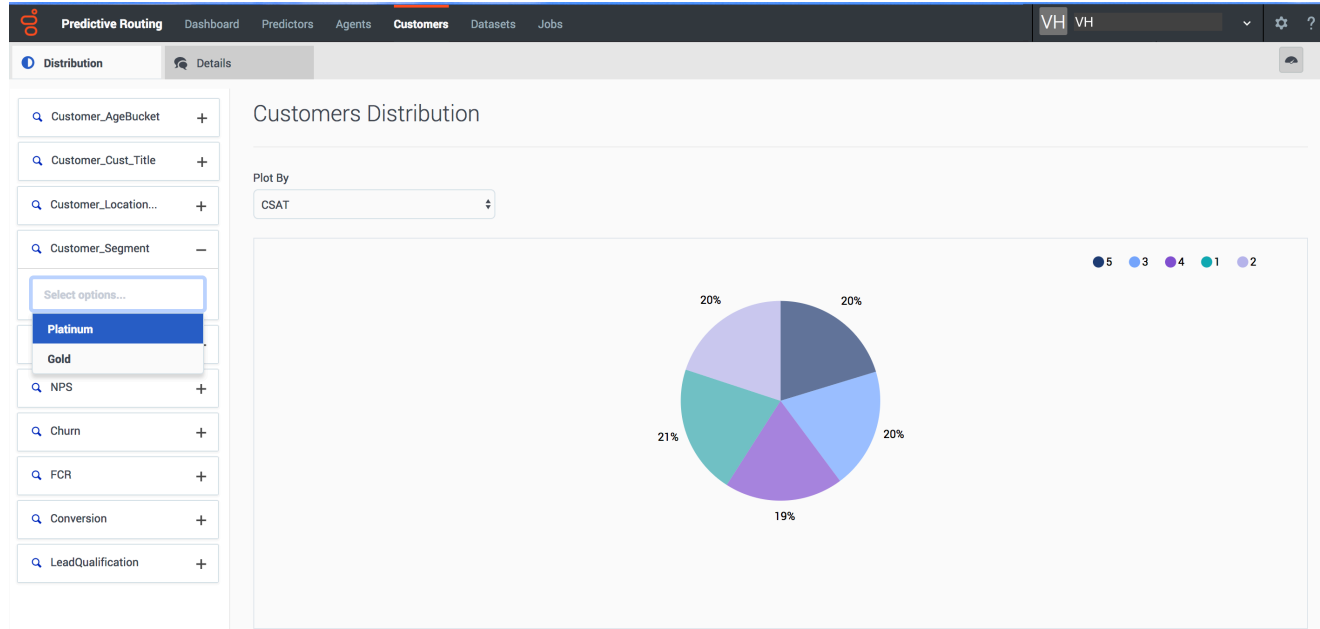 Predictive Routing Dashboard Predictors Agents Customers Datasets Jobs VH VH ?
Distribution Details
Customer_AgeBucket +
Customer_Cust_Title +
Customer_Location... +
Customer_Segment –
Select options...
Platinum
Gold
NPS +
Churn +
FCR +
Conversion +
LeadQualification +
Customers Distribution
Plot By
CSAT
5 3 4 1 2
20% 20%
21% 20%
19%